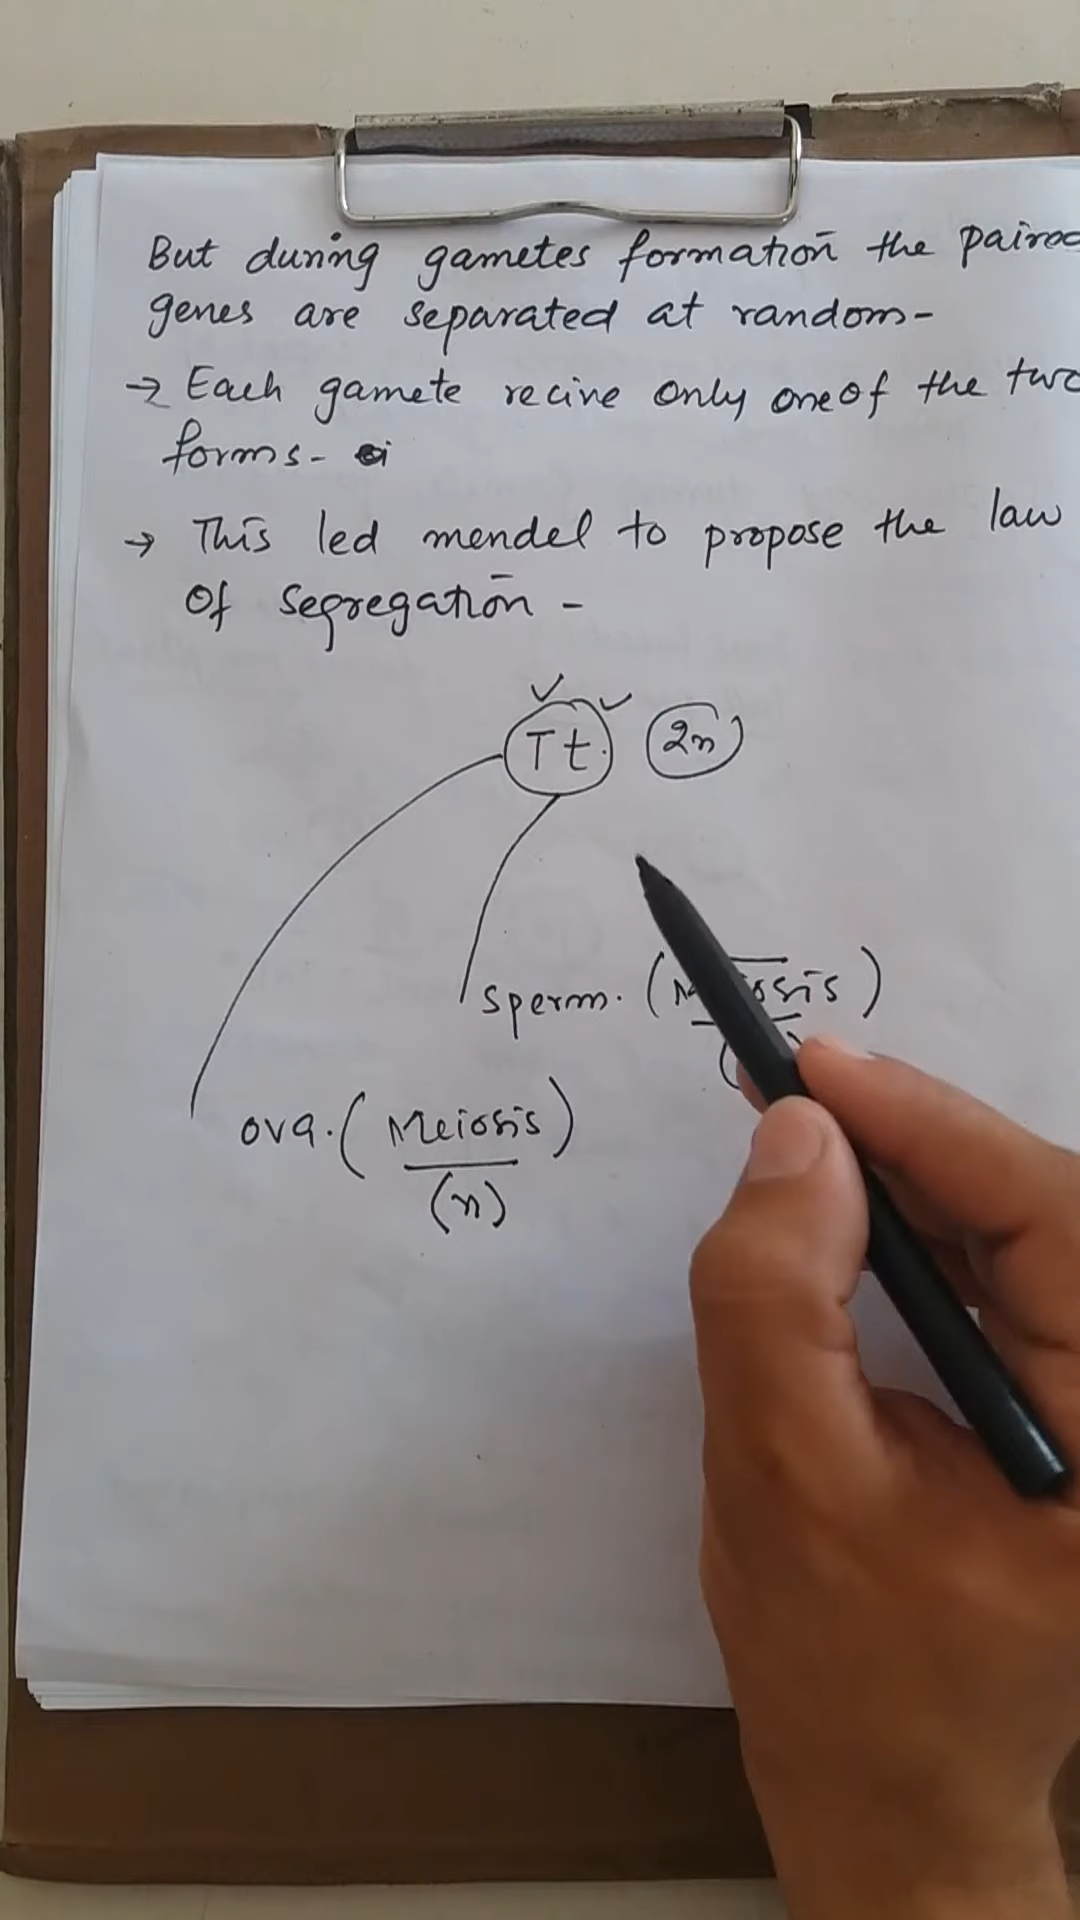 But during gametes formation the paired
genes are separated at random-
→ Each gamete recive only one of the two
forms-
→ This led mendel to propose the law
Of segregation -
Tt. 2n
sperm. (Meiosis)
ova. (Meiosis)
(n)